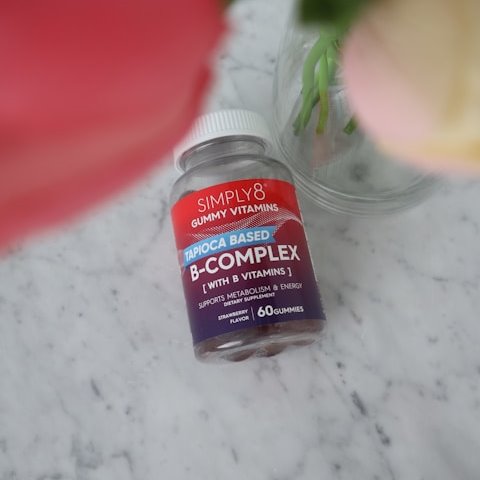 SIMPLY8
GUMMY VITAMINS
TAPIOCA BASED
B-COMPLEX
[ WITH B VITAMINS ]
SUPPORTS METABOLISM & ENERGY
DIETARY SUPPLEMENT
STRAWBERRY
FLAVOR
60 GUMMIES